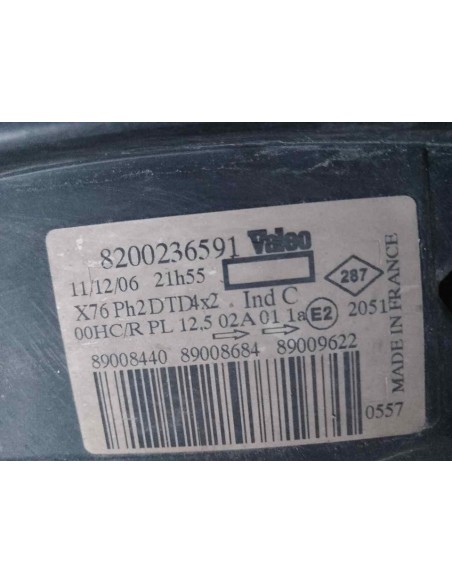 8200236591 Valeo
11/12/06 21h55
287
X76 Ph2 DTD4x2 . Ind C
00HC/R PL 12,5 02A 01 1a E2 2051
89008440 89008684 89009622
0557
MADE IN FRANCE